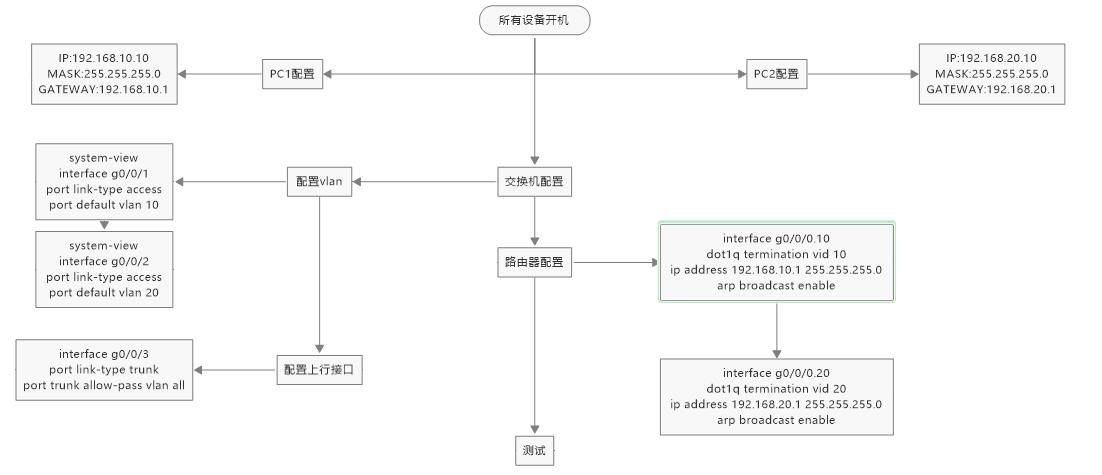 所有设备开机
IP:192.168.10.10
MASK:255.255.255.0
GATEWAY:192.168.10.1
PC1配置
PC2配置
IP:192.168.20.10
MASK:255.255.255.0
GATEWAY:192.168.20.1
system-view
interface g0/0/1
port link-type access
port default vlan 10
配置vlan
交换机配置
system-view
interface g0/0/2
port link-type access
port default vlan 20
路由器配置
interface g0/0/0.10
dot1q termination vid 10
ip address 192.168.10.1 255.255.255.0
arp broadcast enable
interface g0/0/3
port link-type trunk
port trunk allow-pass vlan all
配置上行接口
interface g0/0/0.20
dot1q termination vid 20
ip address 192.168.20.1 255.255.255.0
arp broadcast enable
测试